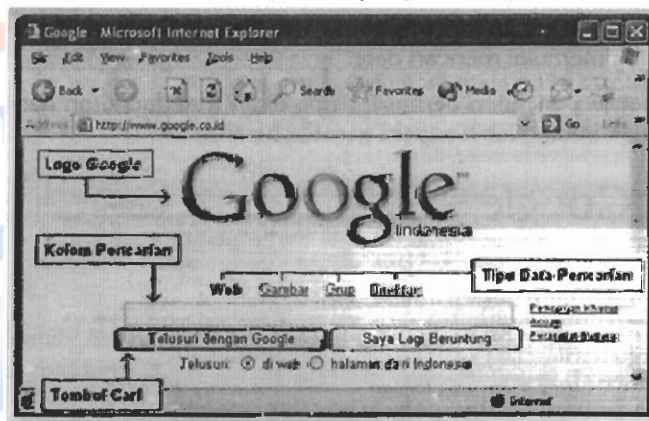 Google - Microsoft Internet Explorer
Edit View Favorites Tools Help
Back Search Favorites Media
Address http://www.google.co.id Go Links
Logo Google
Google™
Indonesia
Kolom Pencarian
Tipe Data Pencarian
Web Gambar Grup Direktori
Telusuri dengan Google Saya Lagi Beruntung
Telusuri: di web halaman dari Indonesia
Tombol Cari
Internet